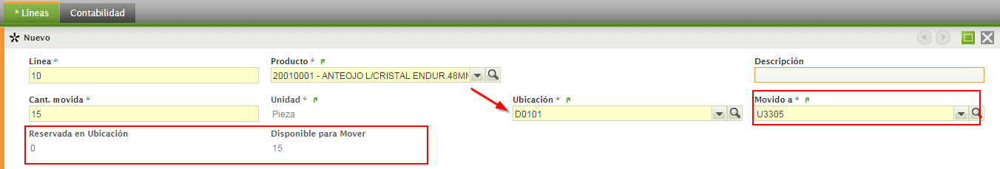 * Líneas Contabilidad
Nuevo
Línea * Producto * Descripción
10 20010001 - ANTEOJO L/CRISTAL ENDUR.48MM
Cant. movida * Unidad * Ubicación * Movido a *
15 Pieza D0101 U3305
Reservada en Ubicación Disponible para Mover
0 15